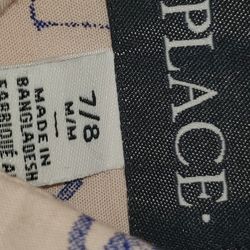 PLACE.
7/8
M/M
MADE IN
BANGLADESH
FABRIQUÉ A